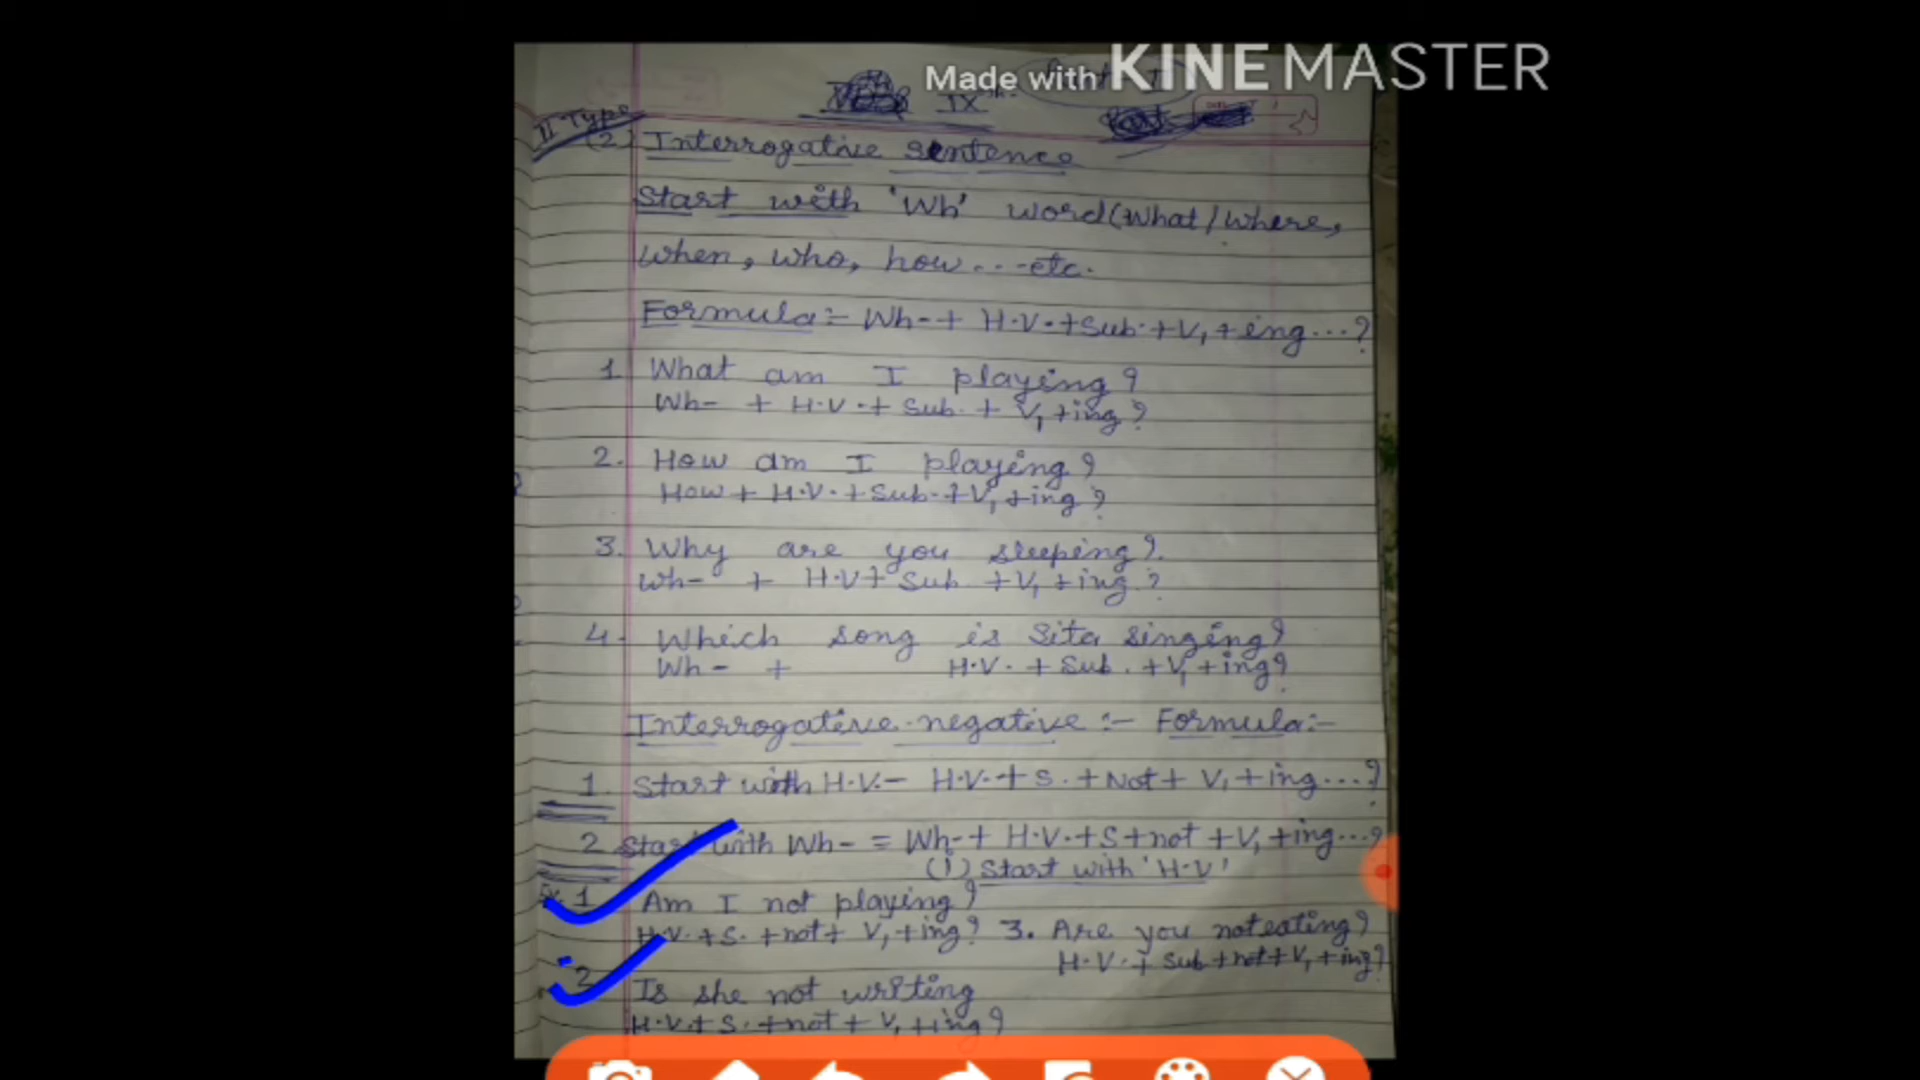 Made with KINEMASTER
IX
II Type
(2) Interrogative sentence
Start with 'Wh' word (What / Where,
When, who, how ... etc.
Formula:- Wh- + H.V. + Sub. + V1 + ing ...?
1 What am I playing?
Wh- + H.V. + Sub. + V1 + ing?
2. How am I playing?
How + H.V. + Sub. + V1 + ing?
3. Why are you sleeping?
Wh- + H.V + Sub + V1 + ing?
4. Which song is Sita singing?
Wh- + H.V. + Sub. + V1 + ing?
Interrogative negative :- Formula:-
1. Start with H.V. - H.V. + S. + Not + V1 + ing ...?
2 Start with Wh- = Wh- + H.V. + S + not + V1 + ing ...?
(i) Start with 'H.V'
Ex. 1 Am I not playing?
H.V. + S. + not + V1 + ing? 3. Are you not eating?
H.V. + Sub + not + V1 + ing?
2 Is she not writing
H.V. + S. + not + V1 + ing?